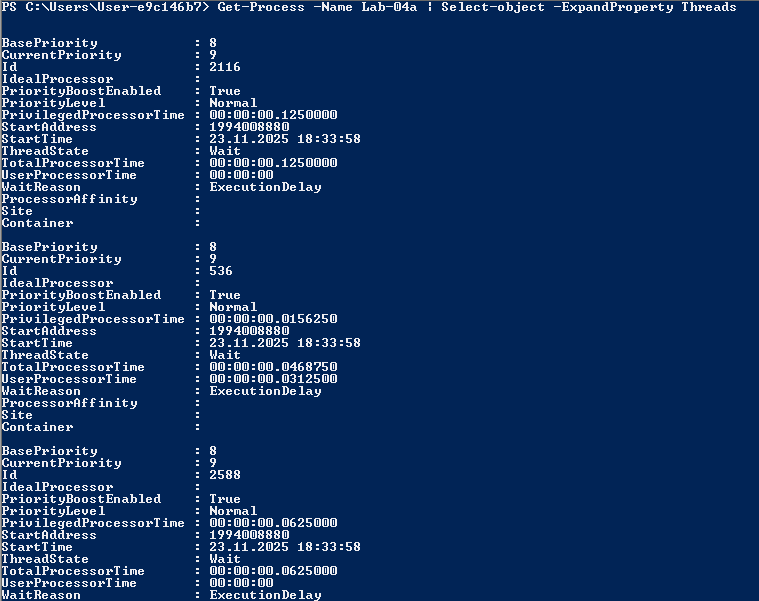 PS C:\Users\User-e9c146b7> Get-Process -Name Lab-04a | Select-object -ExpandProperty Threads
BasePriority : 8
CurrentPriority : 9
Id : 2116
IdealProcessor :
PriorityBoostEnabled : True
PriorityLevel : Normal
PrivilegedProcessorTime : 00:00:00.1250000
StartAddress : 1994008880
StartTime : 23.11.2025 18:33:58
ThreadState : Wait
TotalProcessorTime : 00:00:00.1250000
UserProcessorTime : 00:00:00
WaitReason : ExecutionDelay
ProcessorAffinity :
Site :
Container :
BasePriority : 8
CurrentPriority : 9
Id : 536
IdealProcessor :
PriorityBoostEnabled : True
PriorityLevel : Normal
PrivilegedProcessorTime : 00:00:00.0156250
StartAddress : 1994008880
StartTime : 23.11.2025 18:33:58
ThreadState : Wait
TotalProcessorTime : 00:00:00.0468750
UserProcessorTime : 00:00:00.0312500
WaitReason : ExecutionDelay
ProcessorAffinity :
Site :
Container :
BasePriority : 8
CurrentPriority : 9
Id : 2588
IdealProcessor :
PriorityBoostEnabled : True
PriorityLevel : Normal
PrivilegedProcessorTime : 00:00:00.0625000
StartAddress : 1994008880
StartTime : 23.11.2025 18:33:58
ThreadState : Wait
TotalProcessorTime : 00:00:00.0625000
UserProcessorTime : 00:00:00
WaitReason : ExecutionDelay